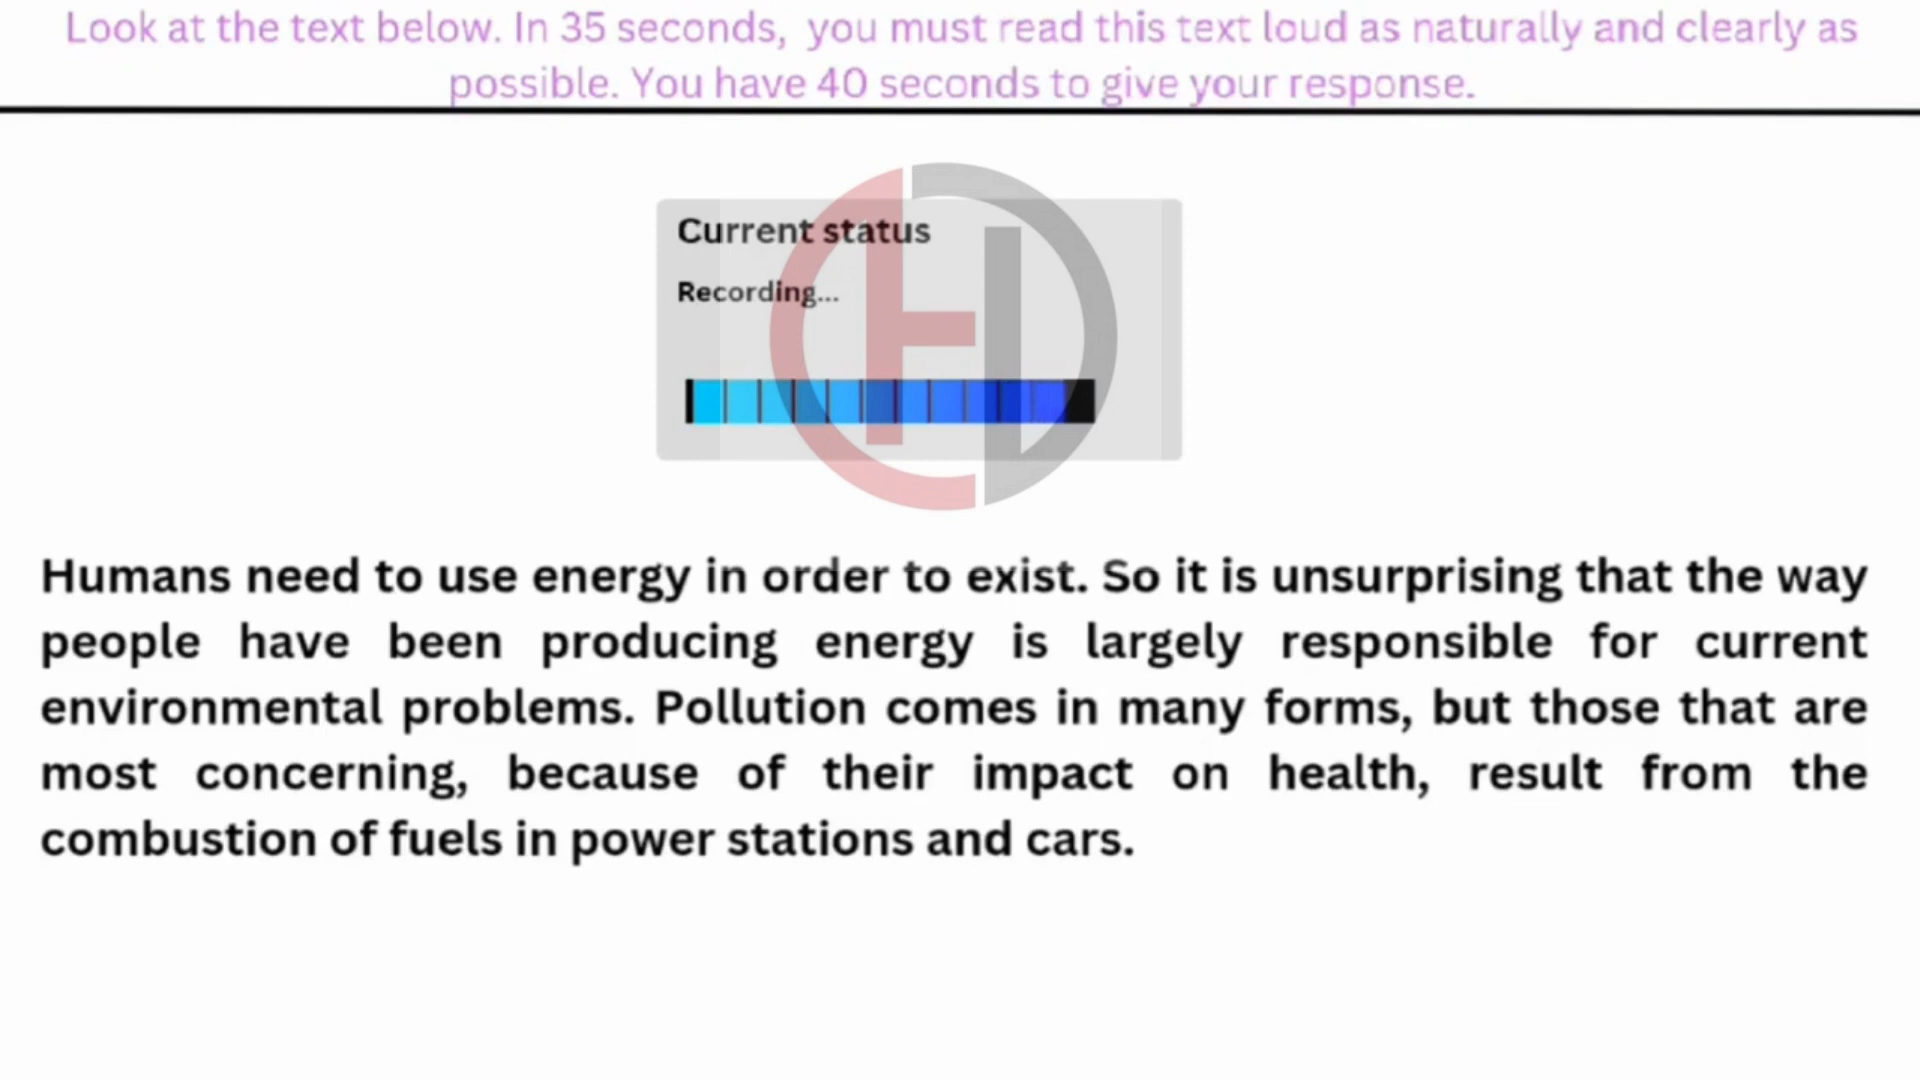 Look at the text below. In 35 seconds, you must read this text loud as naturally and clearly as
possible. You have 40 seconds to give your response.
Current status
Recording...
Humans need to use energy in order to exist. So it is unsurprising that the way
people have been producing energy is largely responsible for current
environmental problems. Pollution comes in many forms, but those that are
most concerning, because of their impact on health, result from the
combustion of fuels in power stations and cars.